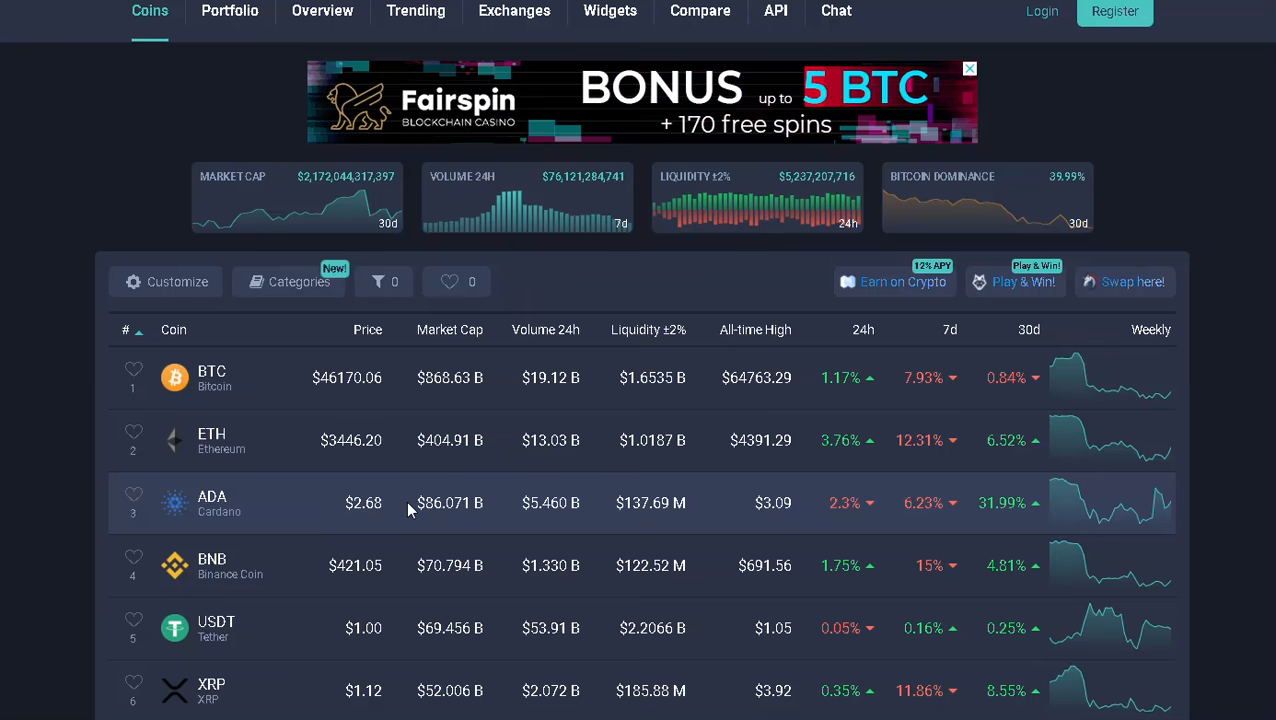 Coins Portfolio Overview Trending Exchanges Widgets Compare API Chat Login Register
Fairspin BLOCKCHAIN CASINO BONUS up to 5 BTC
+ 170 free spins
MARKET CAP $2,172,044,317,397 VOLUME 24H $76,121,284,741 LIQUIDITY ±2% $5,237,207,716 BITCOIN DOMINANCE 39.99%
30d 7d 24h 30d
New! 12% APY Play & Win!
Customize Categories 0 0 Earn on Crypto Play & Win! Swap here!
# Coin Price Market Cap Volume 24h Liquidity ±2% All-time High 24h 7d 30d Weekly
1 BTC Bitcoin $46170.06 $868.63 B $19.12 B $1.6535 B $64763.29 1.17% 7.93% 0.84%
2 ETH Ethereum $3446.20 $404.91 B $13.03 B $1.0187 B $4391.29 3.76% 12.31% 6.52%
3 ADA Cardano $2.68 $86.071 B $5.460 B $137.69 M $3.09 2.3% 6.23% 31.99%
4 BNB Binance Coin $421.05 $70.794 B $1.330 B $122.52 M $691.56 1.75% 15% 4.81%
5 USDT Tether $1.00 $69.456 B $53.91 B $2.2066 B $1.05 0.05% 0.16% 0.25%
6 XRP XRP $1.12 $52.006 B $2.072 B $185.88 M $3.92 0.35% 11.86% 8.55%